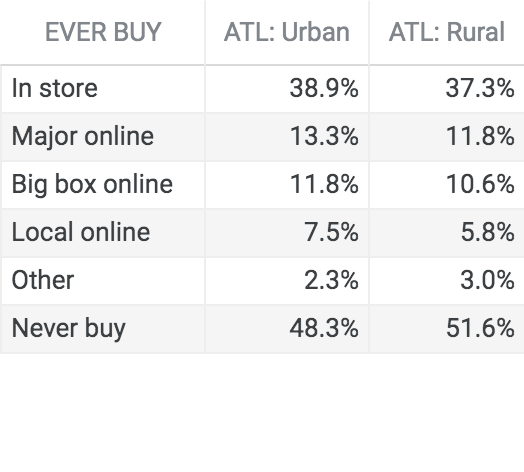 EVER BUY ATL: Urban ATL: Rural
In store 38.9% 37.3%
Major online 13.3% 11.8%
Big box online 11.8% 10.6%
Local online 7.5% 5.8%
Other 2.3% 3.0%
Never buy 48.3% 51.6%